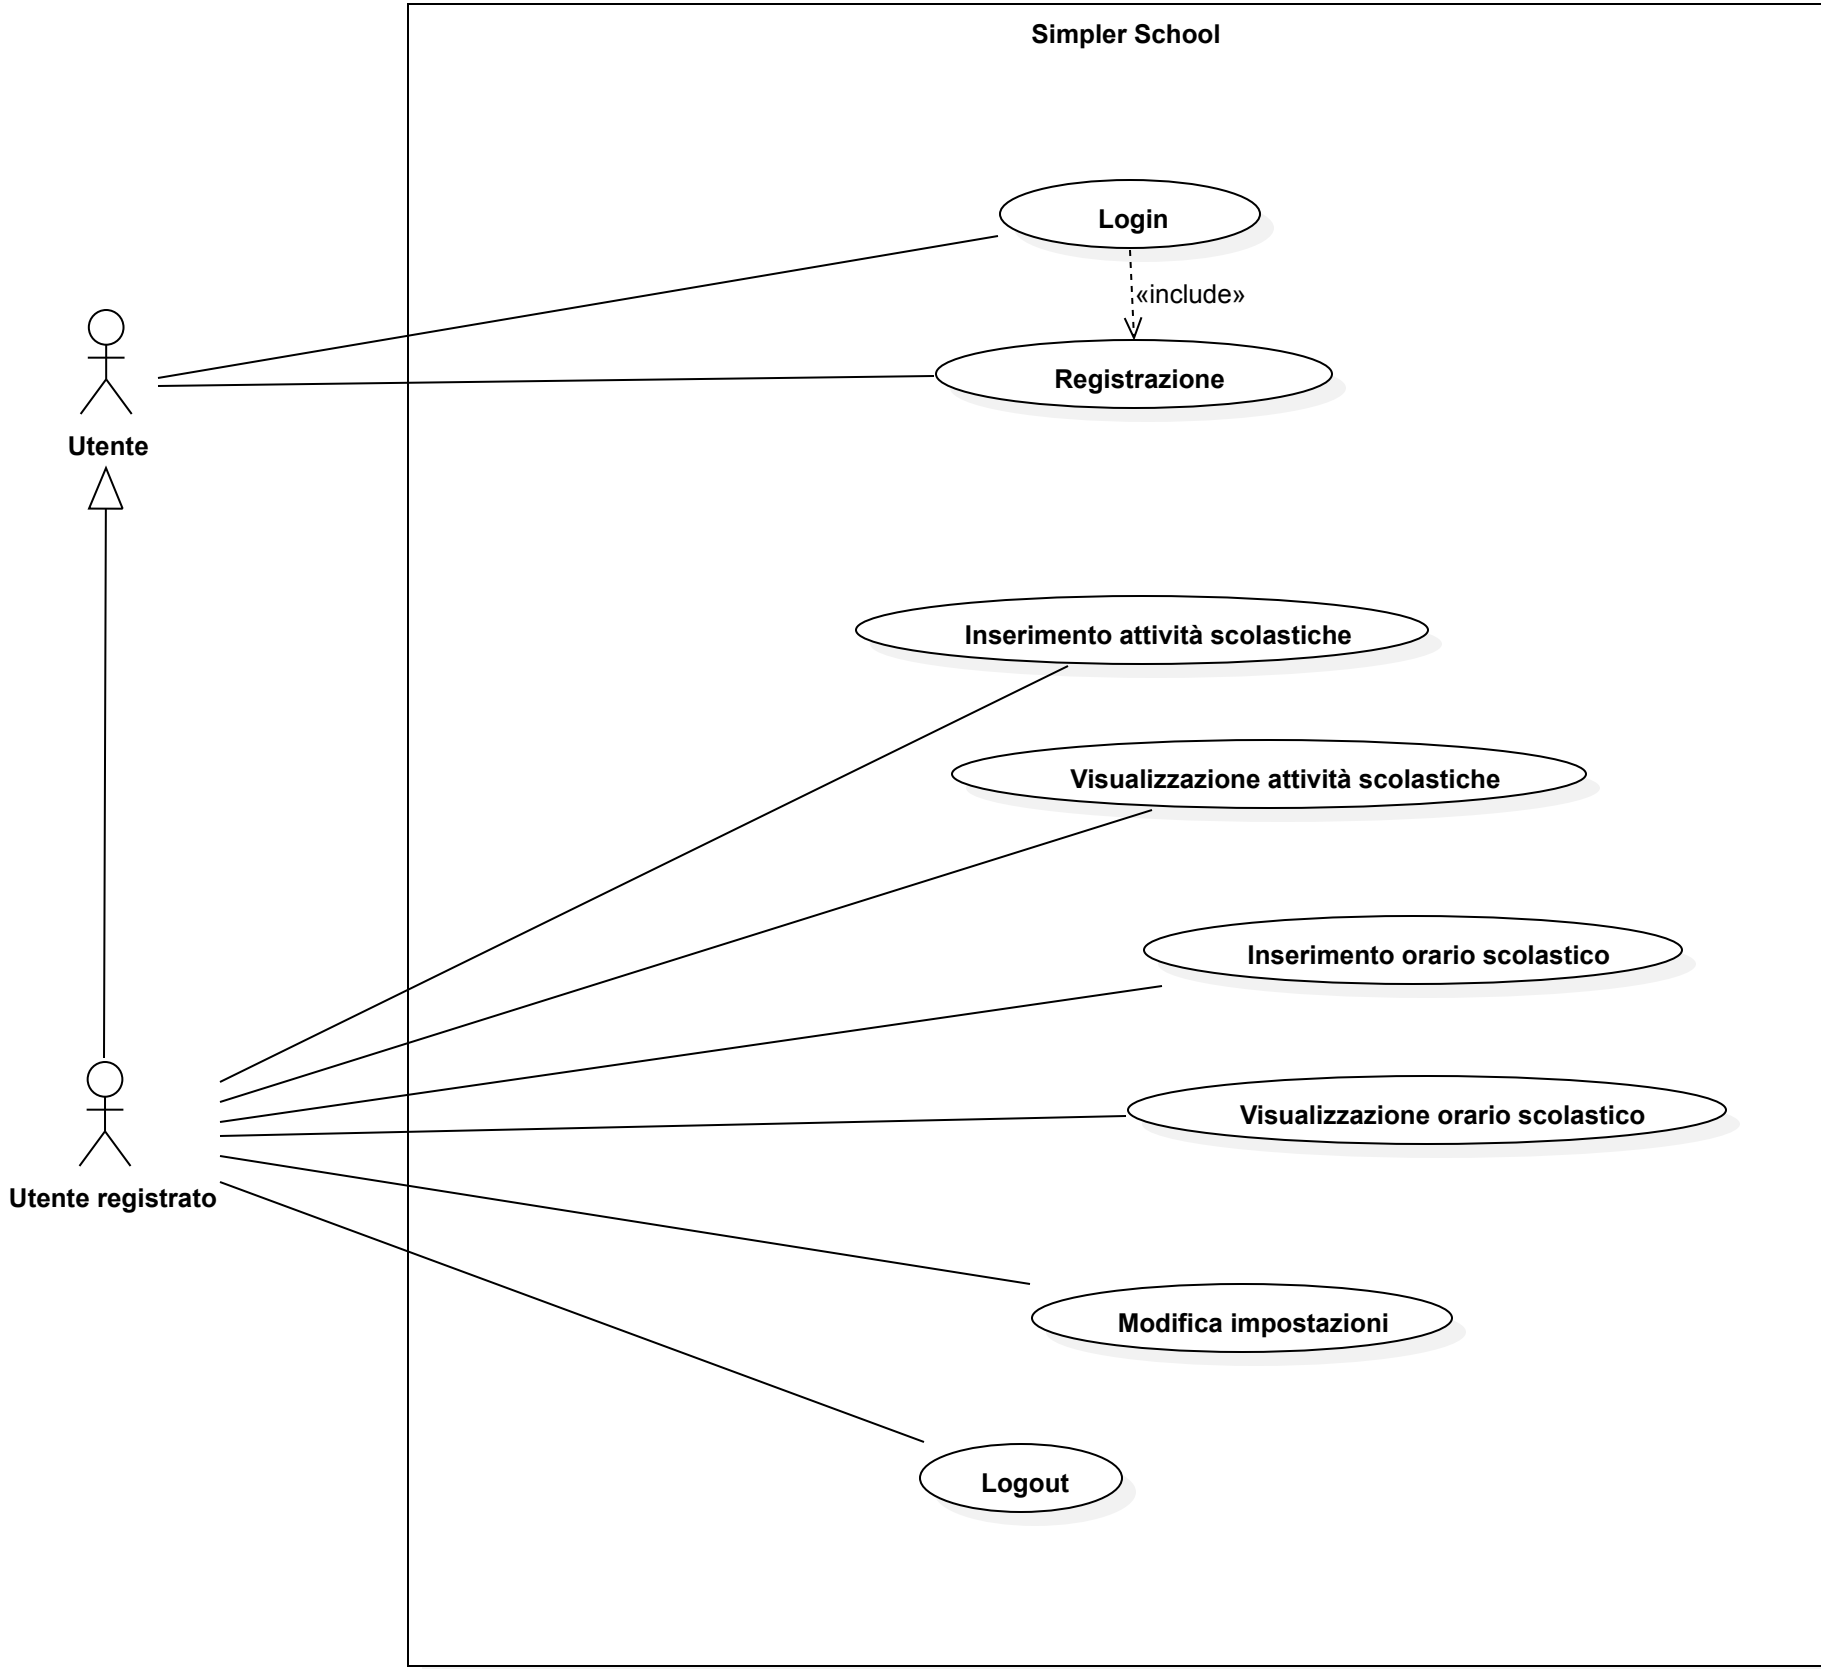 Simpler School
Login
«include»
Registrazione
Utente
Inserimento attività scolastiche
Visualizzazione attività scolastiche
Inserimento orario scolastico
Visualizzazione orario scolastico
Utente registrato
Modifica impostazioni
Logout